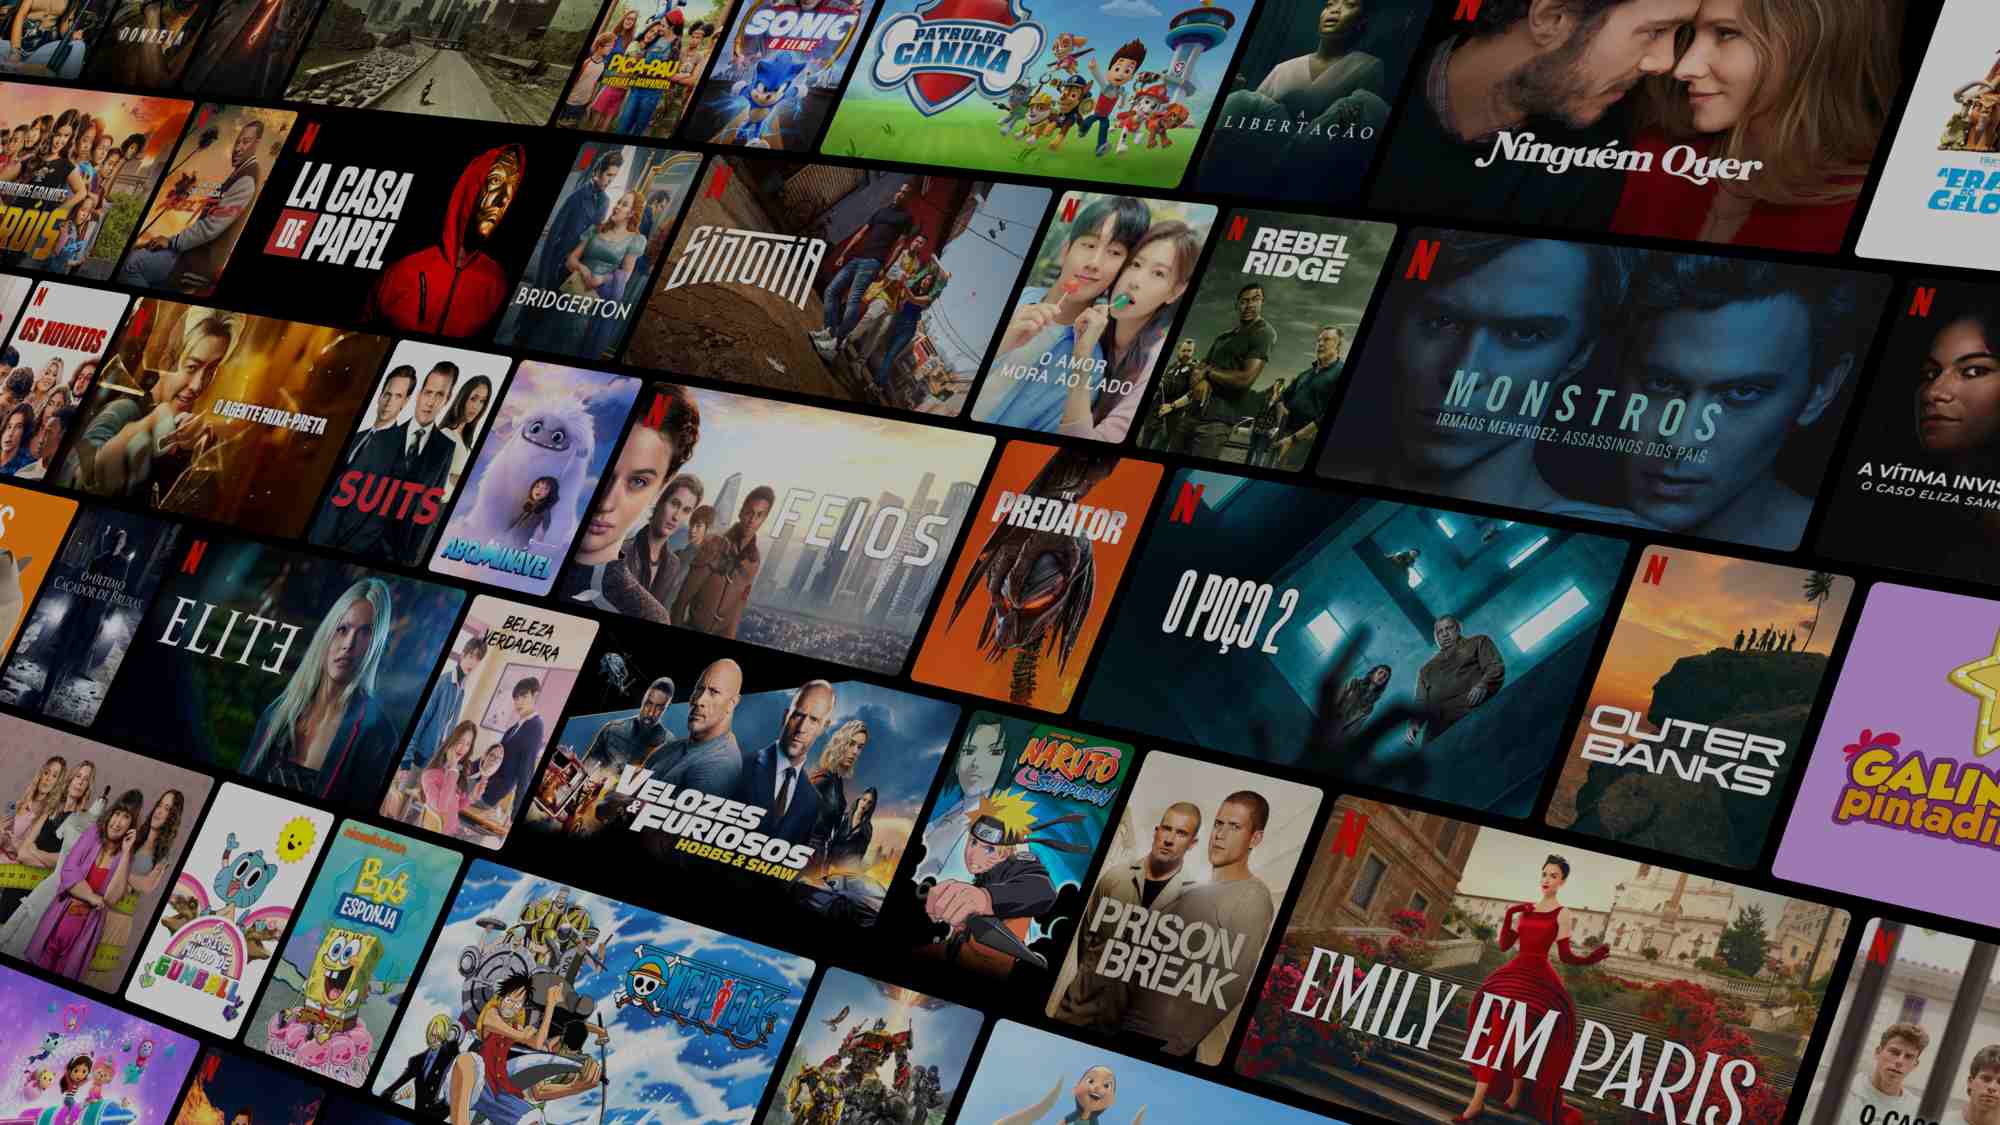 DONZELA
PICA-PAU
SONIC
O FILME
PATRULHA
CANINA
A
LIBERTAÇÃO
Ninguém Quer
A ERA
DO
GELO
PEQUENOS GRANDES
LA CASA
DE PAPEL
BRIDGERTON
SINTONIA
O AMOR
MORA AO LADO
REBEL
RIDGE
MONSTROS
IRMÃOS MENENDEZ: ASSASSINOS DOS PAIS
A VÍTIMA
O CASO ELIZA
OS NOVATOS
O AGENTE FAIXA-PRETA
SUITS
ABOMINÁVEL
FEIOS
THE
PREDATOR
O POÇO 2
OUTER
BANKS
pintadi
O ÚLTIMO
CAÇADOR DE BRUXAS
ELITE
BELEZA
VERDADEIRA
VELOZES
& FURIOSOS
HOBBS & SHAW
NARUTO
SHIPPUDEN
PRISON
BREAK
EMILY EM PARIS
O INCRÍVEL
MUNDO DE
GUMBALL
nickelodeon
Bob
ESPONJA
ONE PIECE